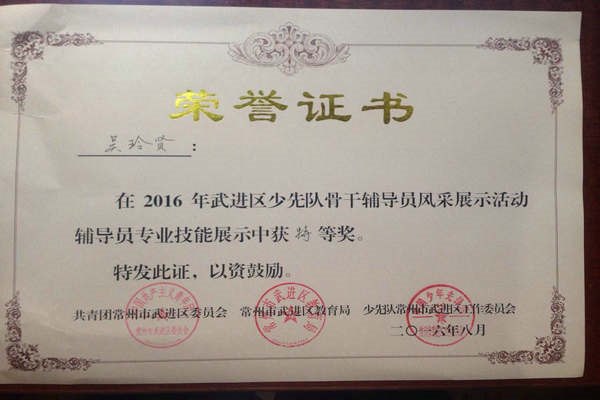 荣誉证书
吴玲贤：
在 2016 年武进区少先队骨干辅导员风采展示活动
辅导员专业技能展示中获特等奖。
特发此证，以资鼓励。
共青团常州市武进区委员会 常州市武进区教育局 少先队常州市武进区工作委员会
二〇一六年八月